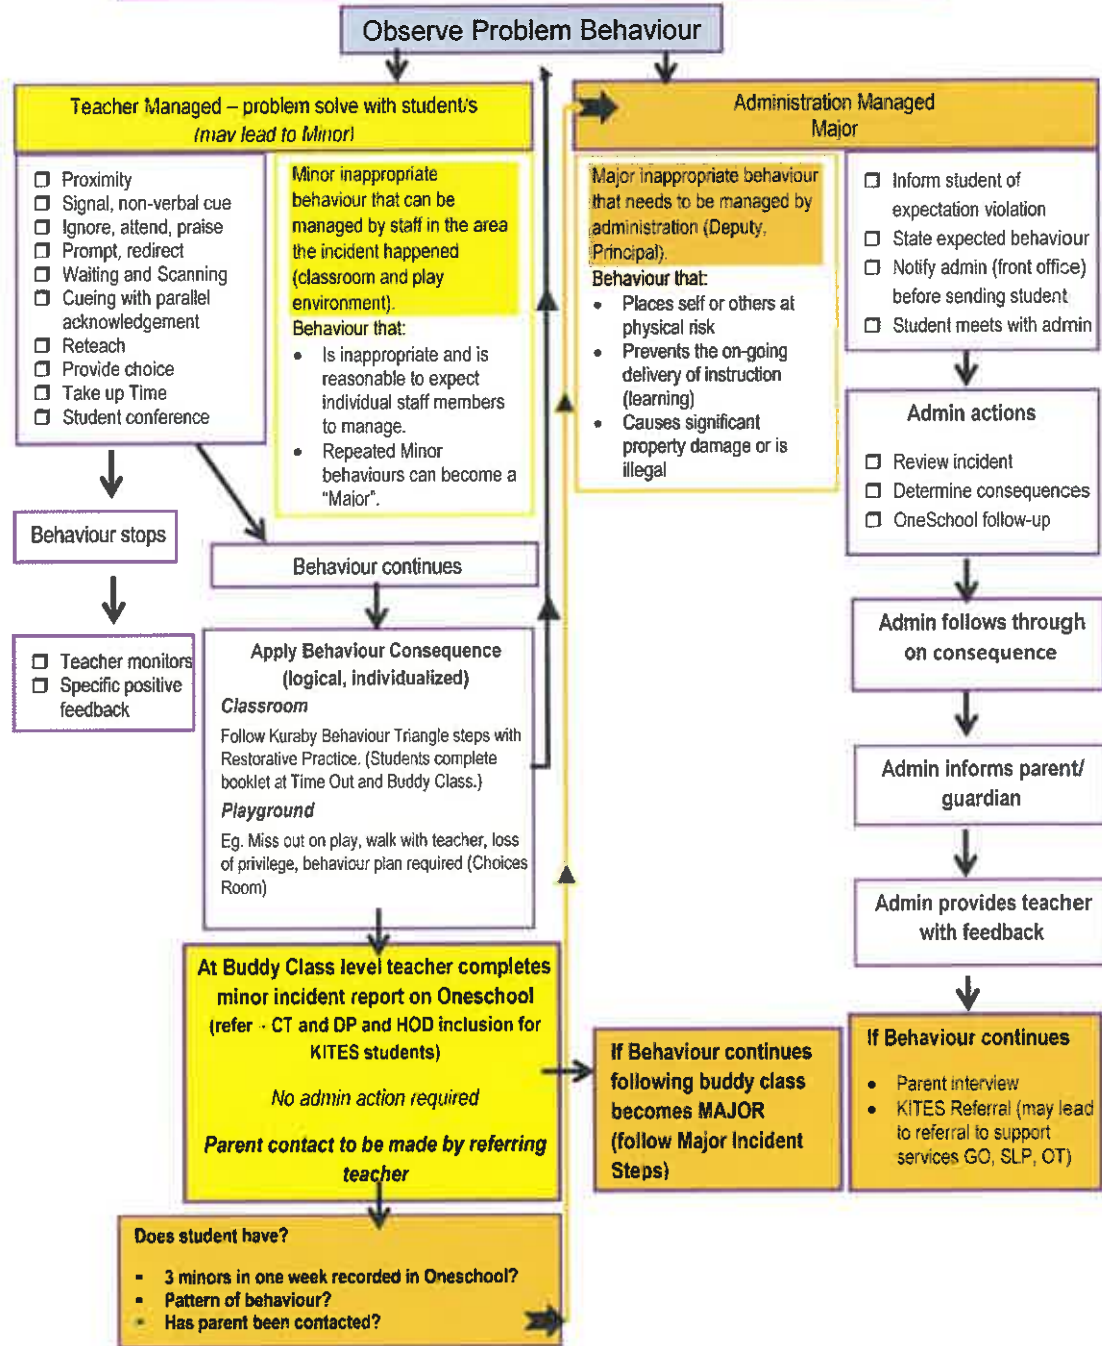 Observe Problem Behaviour
Teacher Managed – problem solve with student/s
(may lead to Minor)
Proximity
Signal, non-verbal cue
Ignore, attend, praise
Prompt, redirect
Waiting and Scanning
Cueing with parallel
acknowledgement
Reteach
Provide choice
Take up Time
Student conference
Minor inappropriate
behaviour that can be
managed by staff in the area
the incident happened
(classroom and play
environment).
Behaviour that:
• Is inappropriate and is
reasonable to expect
individual staff members
to manage.
• Repeated Minor
behaviours can become a
"Major".
Behaviour stops
Teacher monitors
Specific positive
feedback
Behaviour continues
Apply Behaviour Consequence
(logical, individualized)
Classroom
Follow Kuraby Behaviour Triangle steps with
Restorative Practice. (Students complete
booklet at Time Out and Buddy Class.)
Playground
Eg. Miss out on play, walk with teacher, loss
of privilege, behaviour plan required (Choices
Room)
At Buddy Class level teacher completes
minor incident report on Oneschool
(refer - CT and DP and HOD inclusion for
KITES students)
No admin action required
Parent contact to be made by referring
teacher
Does student have?
3 minors in one week recorded in Oneschool?
Pattern of behaviour?
Has parent been contacted?
If Behaviour continues
following buddy class
becomes MAJOR
(follow Major Incident
Steps)
Administration Managed
Major
Major inappropriate behaviour
that needs to be managed by
administration (Deputy,
Principal).
Behaviour that:
• Places self or others at
physical risk
• Prevents the on-going
delivery of instruction
(learning)
• Causes significant
property damage or is
illegal
Inform student of
expectation violation
State expected behaviour
Notify admin (front office)
before sending student
Student meets with admin
Admin actions
Review incident
Determine consequences
OneSchool follow-up
Admin follows through
on consequence
Admin informs parent/
guardian
Admin provides teacher
with feedback
If Behaviour continues
• Parent interview
• KITES Referral (may lead
to referral to support
services GO, SLP, OT)